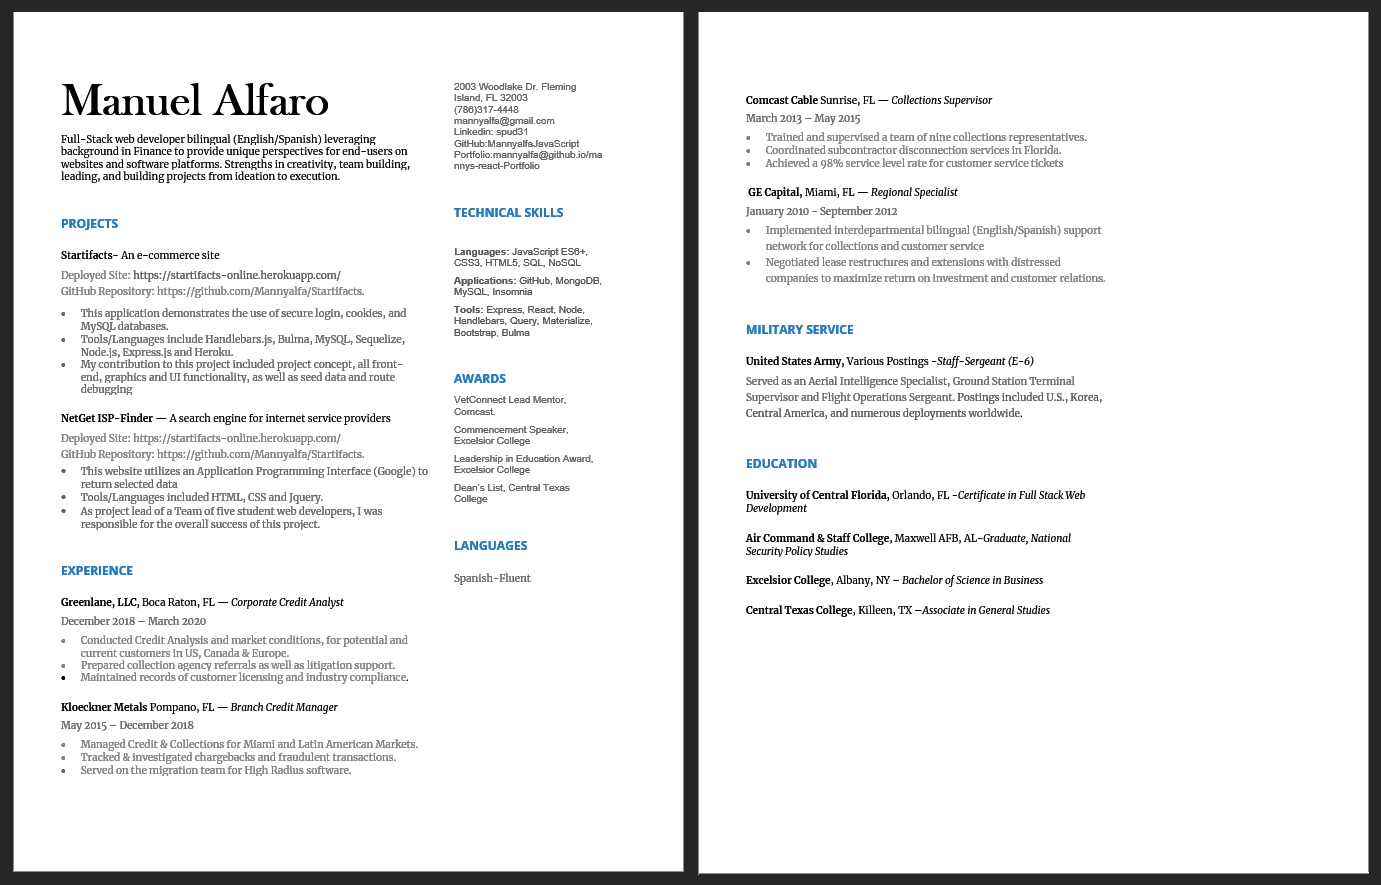 Manuel Alfaro
Full-Stack web developer bilingual (English/Spanish) leveraging
background in Finance to provide unique perspectives for end-users on
websites and software platforms. Strengths in creativity, team building,
leading, and building projects from ideation to execution.
PROJECTS
Startifacts- An e-commerce site
Deployed Site: https://startifacts-online.herokuapp.com/
GitHub Repository: https://github.com/Mannyalfa/Startifacts.
• This application demonstrates the use of secure login, cookies, and
MySQL databases.
• Tools/Languages include Handlebars.js, Bulma, MySQL, Sequelize,
Node.js, Express.js and Heroku.
• My contribution to this project included project concept, all front-
end, graphics and UI functionality, as well as seed data and route
debugging
NetGet ISP-Finder — A search engine for internet service providers
Deployed Site: https://startifacts-online.herokuapp.com/
GitHub Repository: https://github.com/Mannyalfa/Startifacts.
• This website utilizes an Application Programming Interface (Google) to
return selected data
• Tools/Languages included HTML, CSS and Jquery.
• As project lead of a Team of five student web developers, I was
responsible for the overall success of this project.
EXPERIENCE
Greenlane, LLC, Boca Raton, FL — Corporate Credit Analyst
December 2018 – March 2020
• Conducted Credit Analysis and market conditions, for potential and
current customers in US, Canada & Europe.
• Prepared collection agency referrals as well as litigation support.
• Maintained records of customer licensing and industry compliance.
Kloeckner Metals Pompano, FL — Branch Credit Manager
May 2015 – December 2018
• Managed Credit & Collections for Miami and Latin American Markets.
• Tracked & investigated chargebacks and fraudulent transactions.
• Served on the migration team for High Radius software.
2003 Woodlake Dr. Fleming
Island, FL 32003
(786)317-4448
mannyalfa@gmail.com
Linkedin: spud31
GitHub:MannyalfaJavaScript
Portfolio:mannyalfa@github.io/ma
nnys-react-Portfolio
TECHNICAL SKILLS
Languages: JavaScript ES6+,
CSS3, HTML5, SQL, NoSQL
Applications: GitHub, MongoDB,
MySQL, Insomnia
Tools: Express, React, Node,
Handlebars, Query, Materialize,
Bootstrap, Bulma
AWARDS
VetConnect Lead Mentor,
Comcast.
Commencement Speaker,
Excelsior College
Leadership in Education Award,
Excelsior College
Dean's List, Central Texas
College
LANGUAGES
Spanish-Fluent
Comcast Cable Sunrise, FL — Collections Supervisor
March 2013 – May 2015
• Trained and supervised a team of nine collections representatives.
• Coordinated subcontractor disconnection services in Florida.
• Achieved a 98% service level rate for customer service tickets
GE Capital, Miami, FL — Regional Specialist
January 2010 - September 2012
• Implemented interdepartmental bilingual (English/Spanish) support
network for collections and customer service
• Negotiated lease restructures and extensions with distressed
companies to maximize return on investment and customer relations.
MILITARY SERVICE
United States Army, Various Postings -Staff-Sergeant (E-6)
Served as an Aerial Intelligence Specialist, Ground Station Terminal
Supervisor and Flight Operations Sergeant. Postings included U.S., Korea,
Central America, and numerous deployments worldwide.
EDUCATION
University of Central Florida, Orlando, FL -Certificate in Full Stack Web
Development
Air Command & Staff College, Maxwell AFB, AL-Graduate, National
Security Policy Studies
Excelsior College, Albany, NY – Bachelor of Science in Business
Central Texas College, Killeen, TX –Associate in General Studies